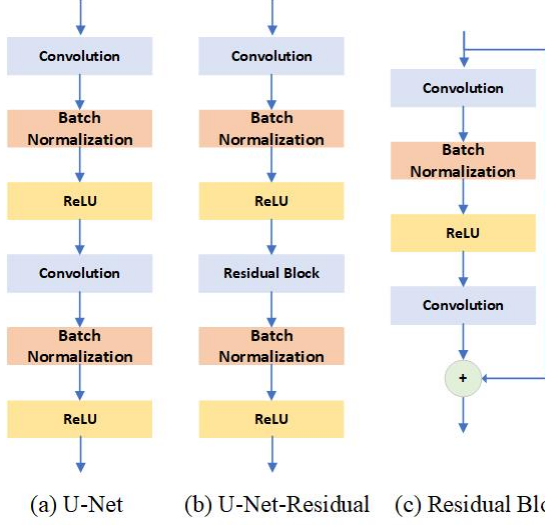 Convolution
Batch
Normalization
ReLU
Convolution
Batch
Normalization
ReLU
(a) U-Net
Convolution
Batch
Normalization
ReLU
Residual Block
Batch
Normalization
ReLU
(b) U-Net-Residual
Convolution
Batch
Normalization
ReLU
Convolution
+
(c) Residual Blo